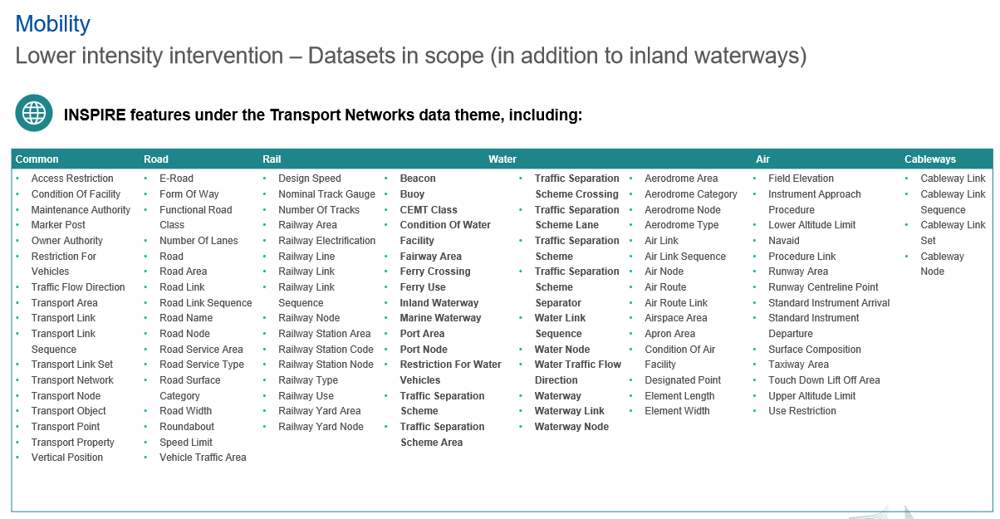 Mobility
Lower intensity intervention – Datasets in scope (in addition to inland waterways)
INSPIRE features under the Transport Networks data theme, including:
Common
• Access Restriction
• Condition Of Facility
• Maintenance Authority
• Marker Post
• Owner Authority
• Restriction For
Vehicles
• Traffic Flow Direction
• Transport Area
• Transport Link
• Transport Link
Sequence
• Transport Link Set
• Transport Network
• Transport Node
• Transport Object
• Transport Point
• Transport Property
• Vertical Position
Road
• E-Road
• Form Of Way
• Functional Road
Class
• Number Of Lanes
• Road
• Road Area
• Road Link
• Road Link Sequence
• Road Name
• Road Node
• Road Service Area
• Road Service Type
• Road Surface
Category
• Road Width
• Roundabout
• Speed Limit
• Vehicle Traffic Area
Rail
• Design Speed
• Nominal Track Gauge
• Number Of Tracks
• Railway Area
• Railway Electrification
• Railway Line
• Railway Link
• Railway Link
Sequence
• Railway Node
• Railway Station Area
• Railway Station Code
• Railway Station Node
• Railway Type
• Railway Use
• Railway Yard Area
• Railway Yard Node
Water
• Beacon
• Buoy
• CEMT Class
• Condition Of Water
Facility
• Fairway Area
• Ferry Crossing
• Ferry Use
• Inland Waterway
• Marine Waterway
• Port Area
• Port Node
• Restriction For Water
Vehicles
• Traffic Separation
Scheme
• Traffic Separation
Scheme Area
• Traffic Separation
Scheme Crossing
• Traffic Separation
Scheme Lane
• Traffic Separation
Scheme
• Traffic Separation
Scheme
Separator
• Water Link
Sequence
• Water Node
• Water Traffic Flow
Direction
• Waterway
• Waterway Link
• Waterway Node
Air
• Aerodrome Area
• Aerodrome Category
• Aerodrome Node
• Aerodrome Type
• Air Link
• Air Link Sequence
• Air Node
• Air Route
• Air Route Link
• Airspace Area
• Apron Area
• Condition Of Air
Facility
• Designated Point
• Element Length
• Element Width
• Field Elevation
• Instrument Approach
Procedure
• Lower Altitude Limit
• Navaid
• Procedure Link
• Runway Area
• Runway Centreline Point
• Standard Instrument Arrival
• Standard Instrument
Departure
• Surface Composition
• Taxiway Area
• Touch Down Lift Off Area
• Upper Altitude Limit
• Use Restriction
Cableways
• Cableway Link
• Cableway Link
Sequence
• Cableway Link
Set
• Cableway
Node